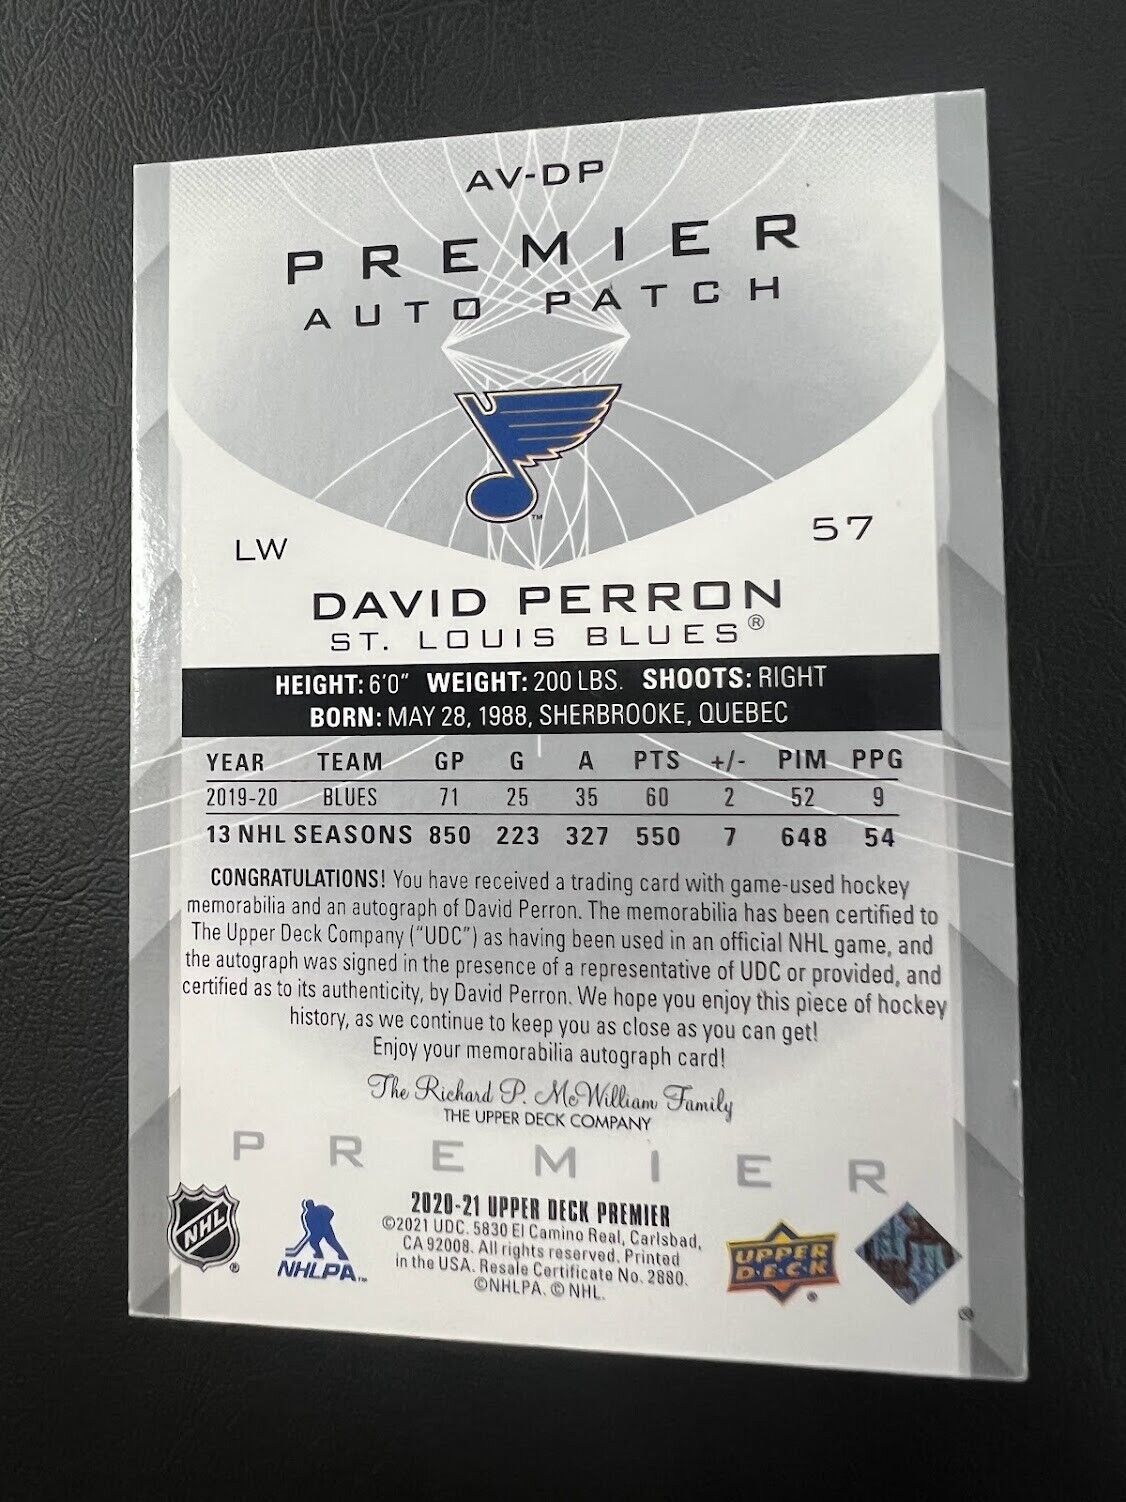 AV-DP
PREMIER
AUTO PATCH
TM
LW
57
DAVID PERRON
ST. LOUIS BLUES®
HEIGHT: 6'0" WEIGHT: 200 LBS. SHOOTS: RIGHT
BORN: MAY 28, 1988, SHERBROOKE, QUEBEC
YEAR TEAM GP G A PTS +/- PIM PPG
2019-20 BLUES 71 25 35 60 2 52 9
13 NHL SEASONS 850 223 327 550 7 648 54
CONGRATULATIONS! You have received a trading card with game-used hockey
memorabilia and an autograph of David Perron. The memorabilia has been certified to
The Upper Deck Company ("UDC") as having been used in an official NHL game, and
the autograph was signed in the presence of a representative of UDC or provided, and
certified as to its authenticity, by David Perron. We hope you enjoy this piece of hockey
history, as we continue to keep you as close as you can get!
Enjoy your memorabilia autograph card!
The Richard P. McWilliam Family
THE UPPER DECK COMPANY
PREMIER
NHL ®
NHLPA™
2020-21 UPPER DECK PREMIER
©2021 UDC. 5830 El Camino Real, Carlsbad,
CA 92008. All rights reserved. Printed
in the USA. Resale Certificate No. 2880.
©NHLPA. © NHL.
UPPER
DECK
®
®